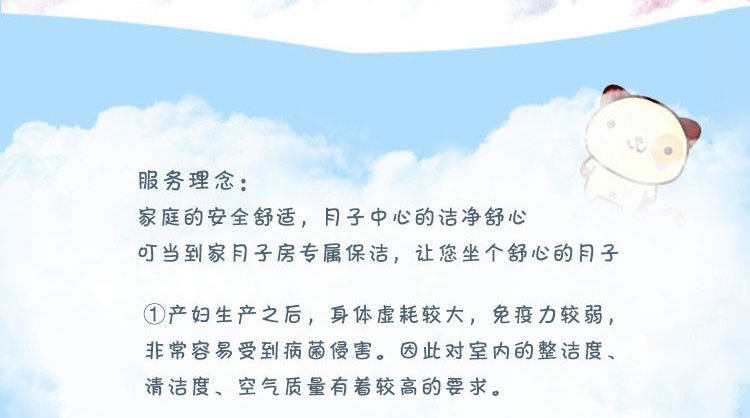 服务理念：
家庭的安全舒适，月子中心的洁净舒心
叮当到家月子房专属保洁，让您坐个舒心的月子
①产妇生产之后，身体虚耗较大，免疫力较弱，
非常容易受到病菌侵害。因此对室内的整洁度、
清洁度、空气质量有着较高的要求。